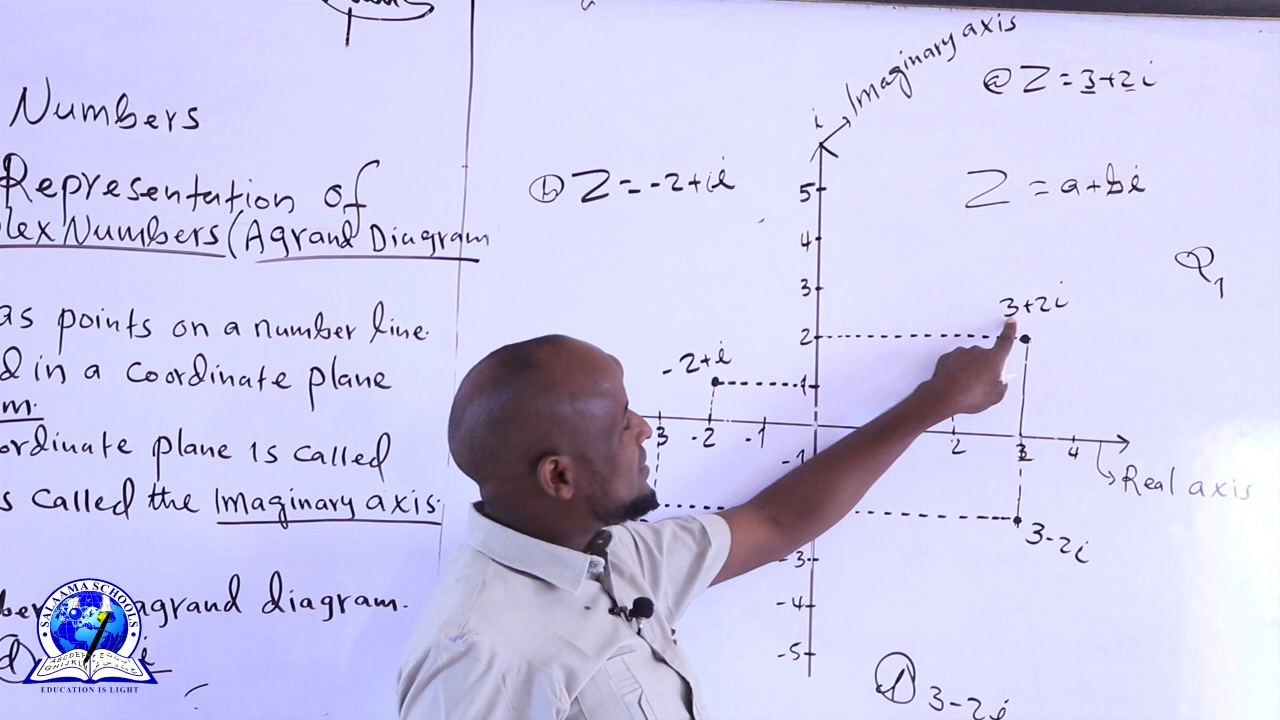 Numbers
Representation of
lex Numbers (Agrand Diagram
as points on a number line.
d in a coordinate plane
m.
ordinate plane is called
s called the Imaginary axis.
ber agrand diagram.
d i
i
Imaginary axis
ⓐ Z = 3+2i
ⓑ Z = -2+i
Z = a+bi
Q1
5
4
3
2
1
-1
-3
-4
-5
3+2i
-2+i
3 -2 -1 2 3 4
Real axis
3-2i
ⓓ 3-2i
SALAAMA SCHOOLS
EDUCATION IS LIGHT